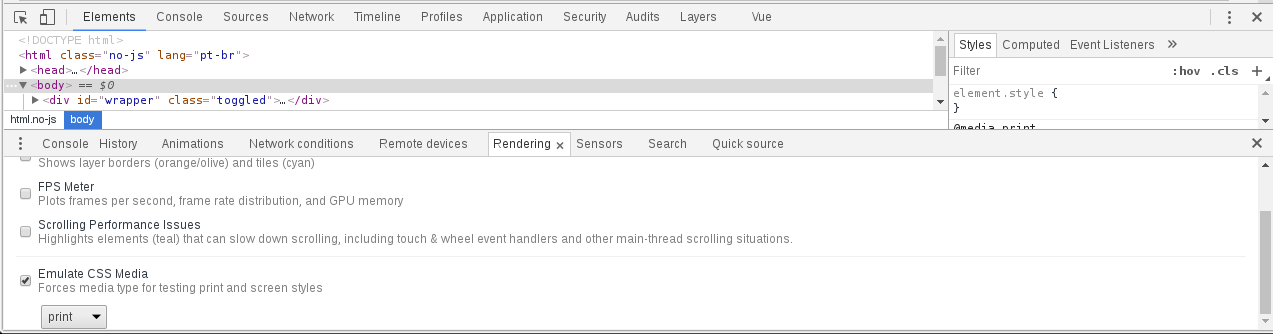 Elements Console Sources Network Timeline Profiles Application Security Audits Layers Vue
<!DOCTYPE html>
<html class="no-js" lang="pt-br">
<head>…</head>
<body> == $0
<div id="wrapper" class="toggled">…</div>
html.no-js body
Styles Computed Event Listeners »
Filter :hov .cls +
element.style {
}
@media print
Console History Animations Network conditions Remote devices Rendering × Sensors Search Quick source
Shows layer borders (orange/olive) and tiles (cyan)
FPS Meter
Plots frames per second, frame rate distribution, and GPU memory
Scrolling Performance Issues
Highlights elements (teal) that can slow down scrolling, including touch & wheel event handlers and other main-thread scrolling situations.
Emulate CSS Media
Forces media type for testing print and screen styles
print